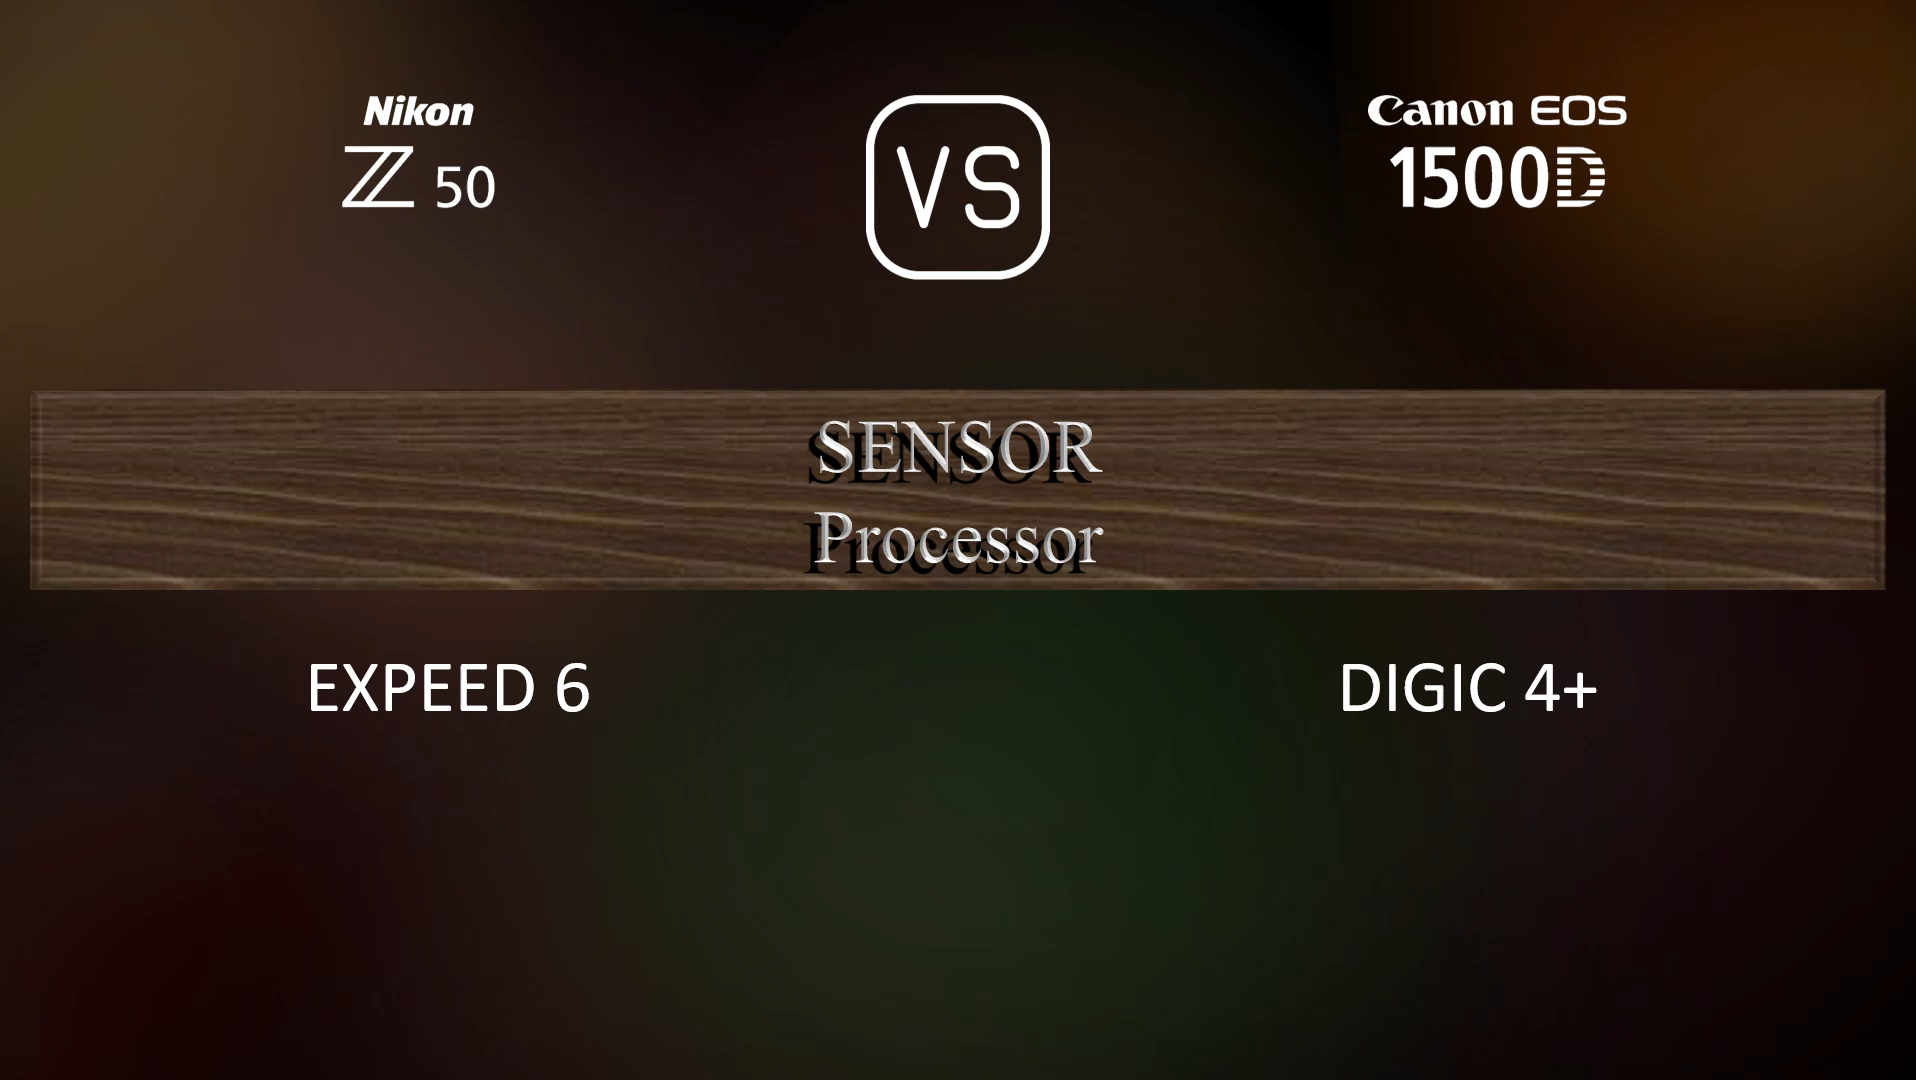 Nikon
Z 50
VS
Canon EOS
1500D
SENSOR
Processor
EXPEED 6
DIGIC 4+